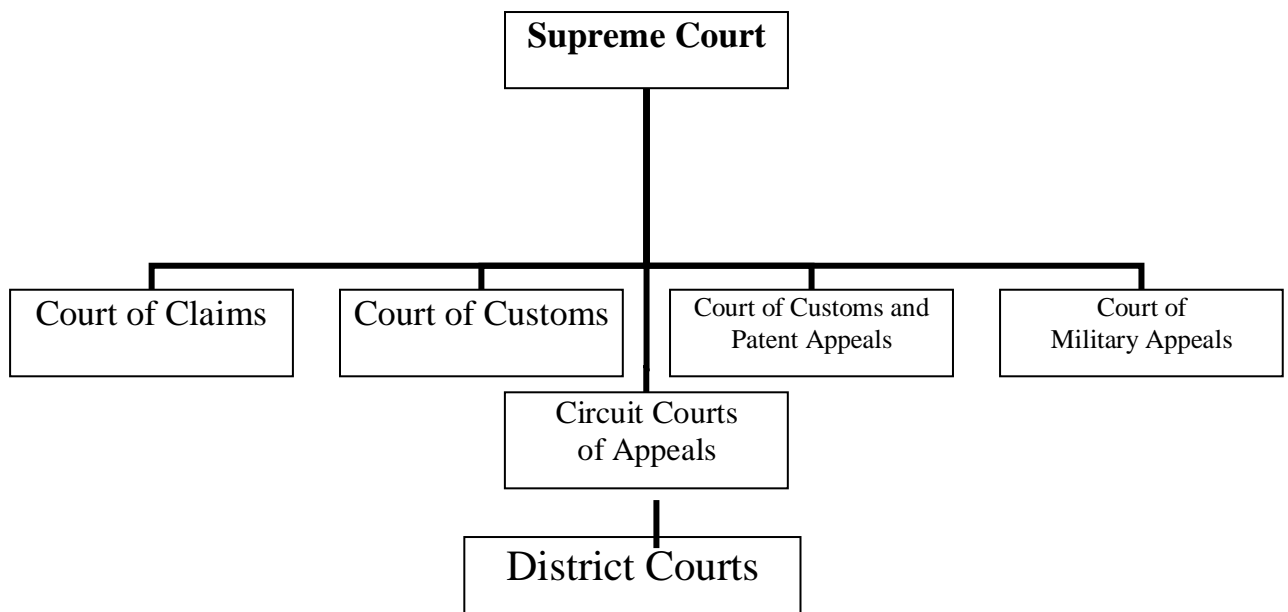 Supreme Court
Court of Claims
Court of Customs
Court of Customs and
Patent Appeals
Court of
Military Appeals
Circuit Courts
of Appeals
District Courts